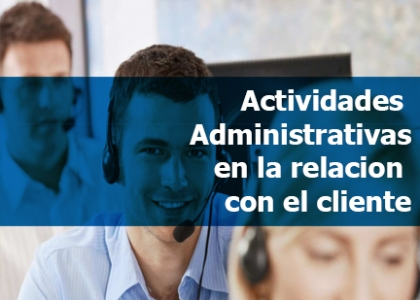 Actividades
Administrativas
en la relacion
con el cliente